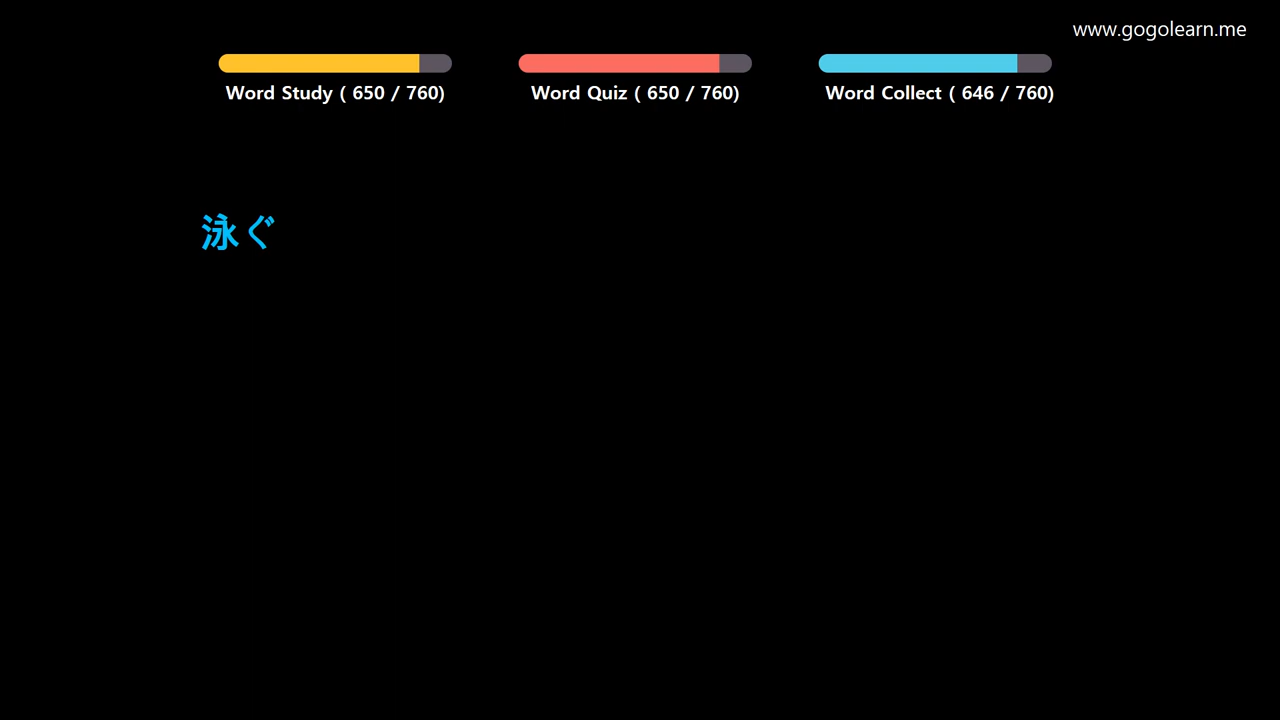 www.gogolearn.me
Word Study ( 650 / 760)
Word Quiz ( 650 / 760)
Word Collect ( 646 / 760)
泳ぐ